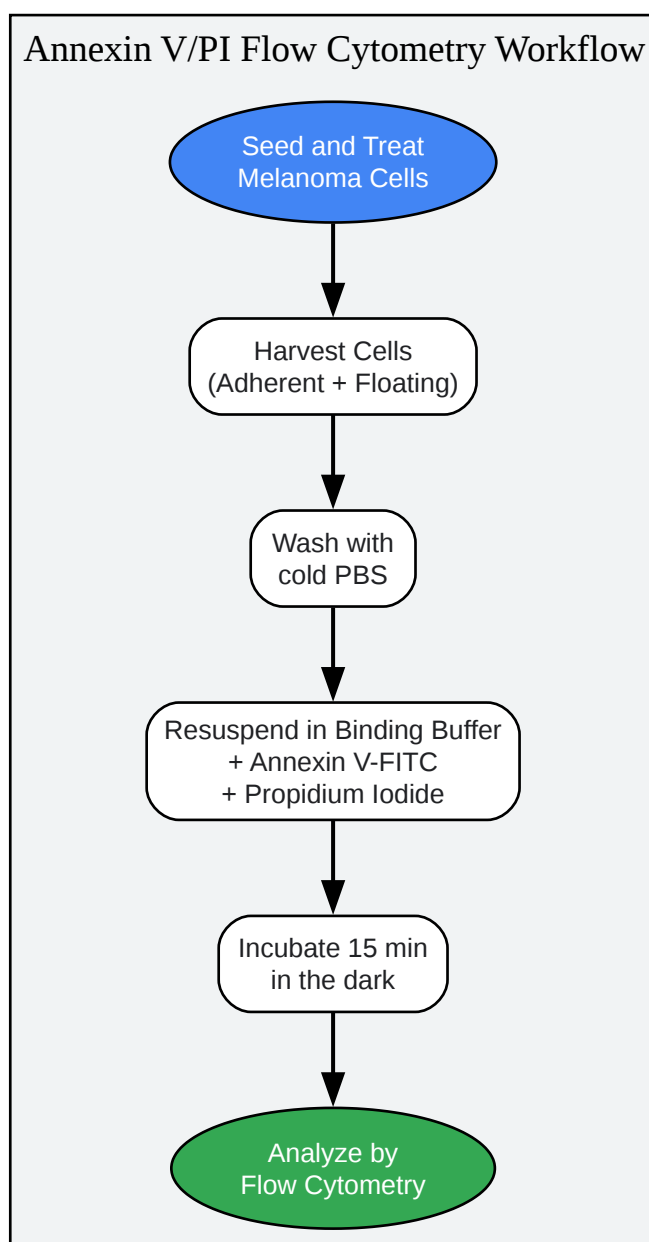 Annexin V/PI Flow Cytometry Workflow
Seed and Treat
Melanoma Cells
Harvest Cells
(Adherent + Floating)
Wash with
cold PBS
Resuspend in Binding Buffer
+ Annexin V-FITC
+ Propidium Iodide
Incubate 15 min
in the dark
Analyze by
Flow Cytometry